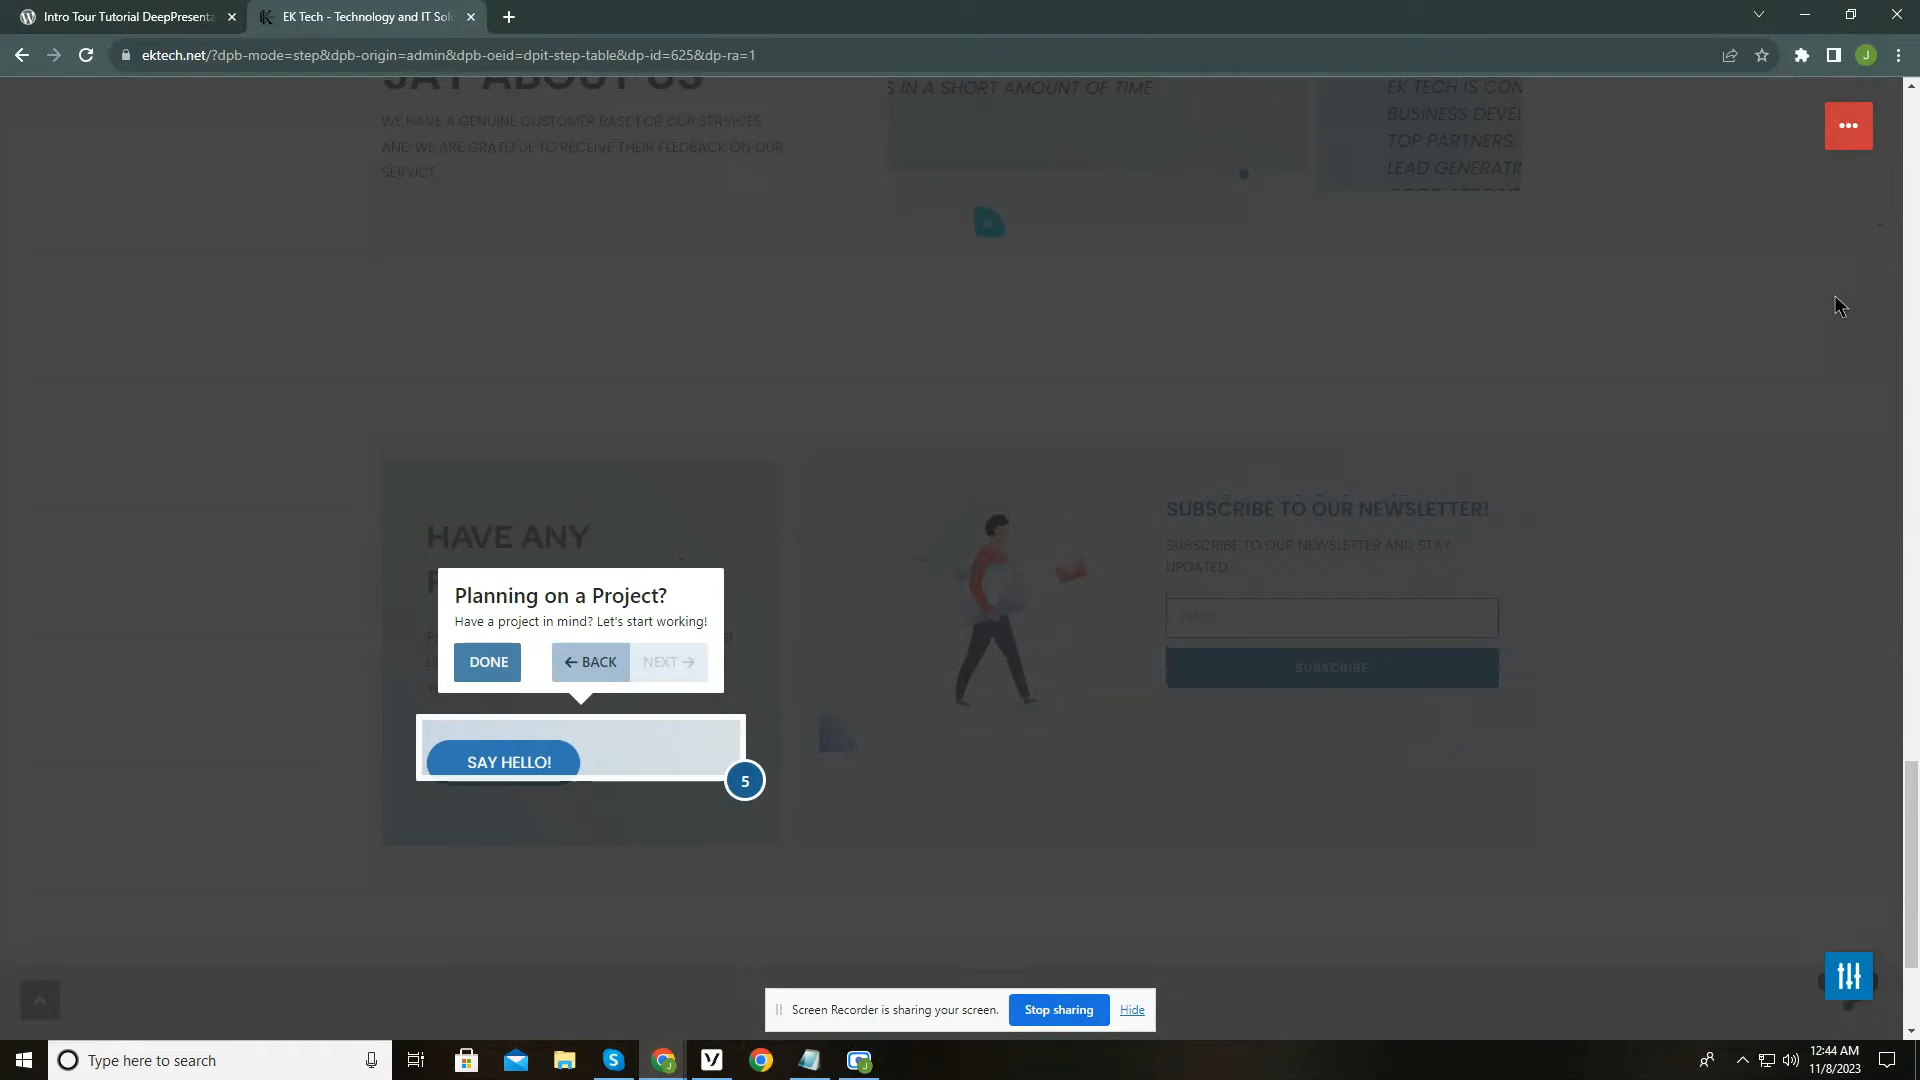 Intro Tour Tutorial DeepPresenta
EK Tech - Technology and IT Sol
ektech.net/?dpb-mode=step&dpb-origin=admin&dpb-oeid=dpit-step-table&dp-id=625&dp-ra=1
J
SAY ABOUT US
WE HAVE A GENUINE CUSTOMER BASE FOR OUR SERVICES
AND WE ARE GRATEFUL TO RECEIVE THEIR FEEDBACK ON OUR
SERVICE.
S IN A SHORT AMOUNT OF TIME.
EK TECH IS CON
BUSINESS DEVE
TOP PARTNERS.
LEAD GENERATI
HAVE ANY
Planning on a Project?
Have a project in mind? Let's start working!
DONE
← BACK
NEXT →
SAY HELLO!
5
SUBSCRIBE TO OUR NEWSLETTER!
SUBSCRIBE TO OUR NEWSLETTER AND STAY
UPDATED.
EMAIL
SUBSCRIBE
Screen Recorder is sharing your screen.
Stop sharing
Hide
Type here to search
12:44 AM
11/8/2023